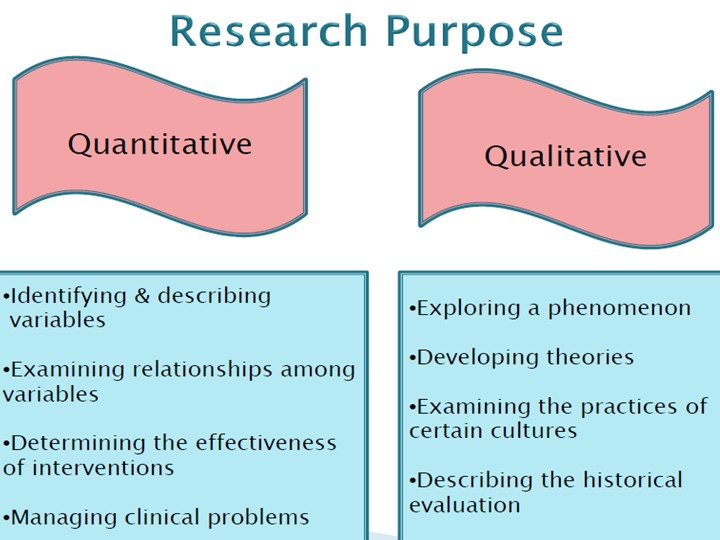 Research Purpose
Quantitative
Qualitative
•Identifying & describing
variables
•Examining relationships among
variables
•Determining the effectiveness
of interventions
•Managing clinical problems
•Exploring a phenomenon
•Developing theories
•Examining the practices of
certain cultures
•Describing the historical
evaluation